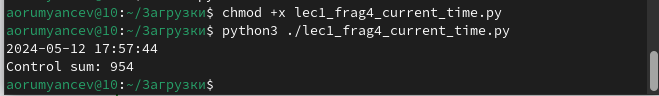 aorumyancev@10:~/Загрузки$ chmod +x lec1_frag4_current_time.py
aorumyancev@10:~/Загрузки$ python3 ./lec1_frag4_current_time.py
2024-05-12 17:57:44
Control sum: 954
aorumyancev@10:~/Загрузки$